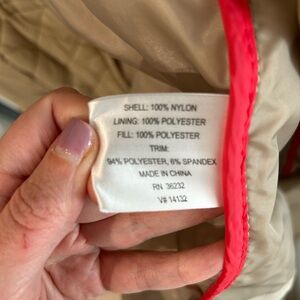 SHELL: 100% NYLON
LINING: 100% POLYESTER
FILL: 100% POLYESTER
TRIM:
94% POLYESTER, 6% SPANDEX
MADE IN CHINA
RN 36232
V# 14132